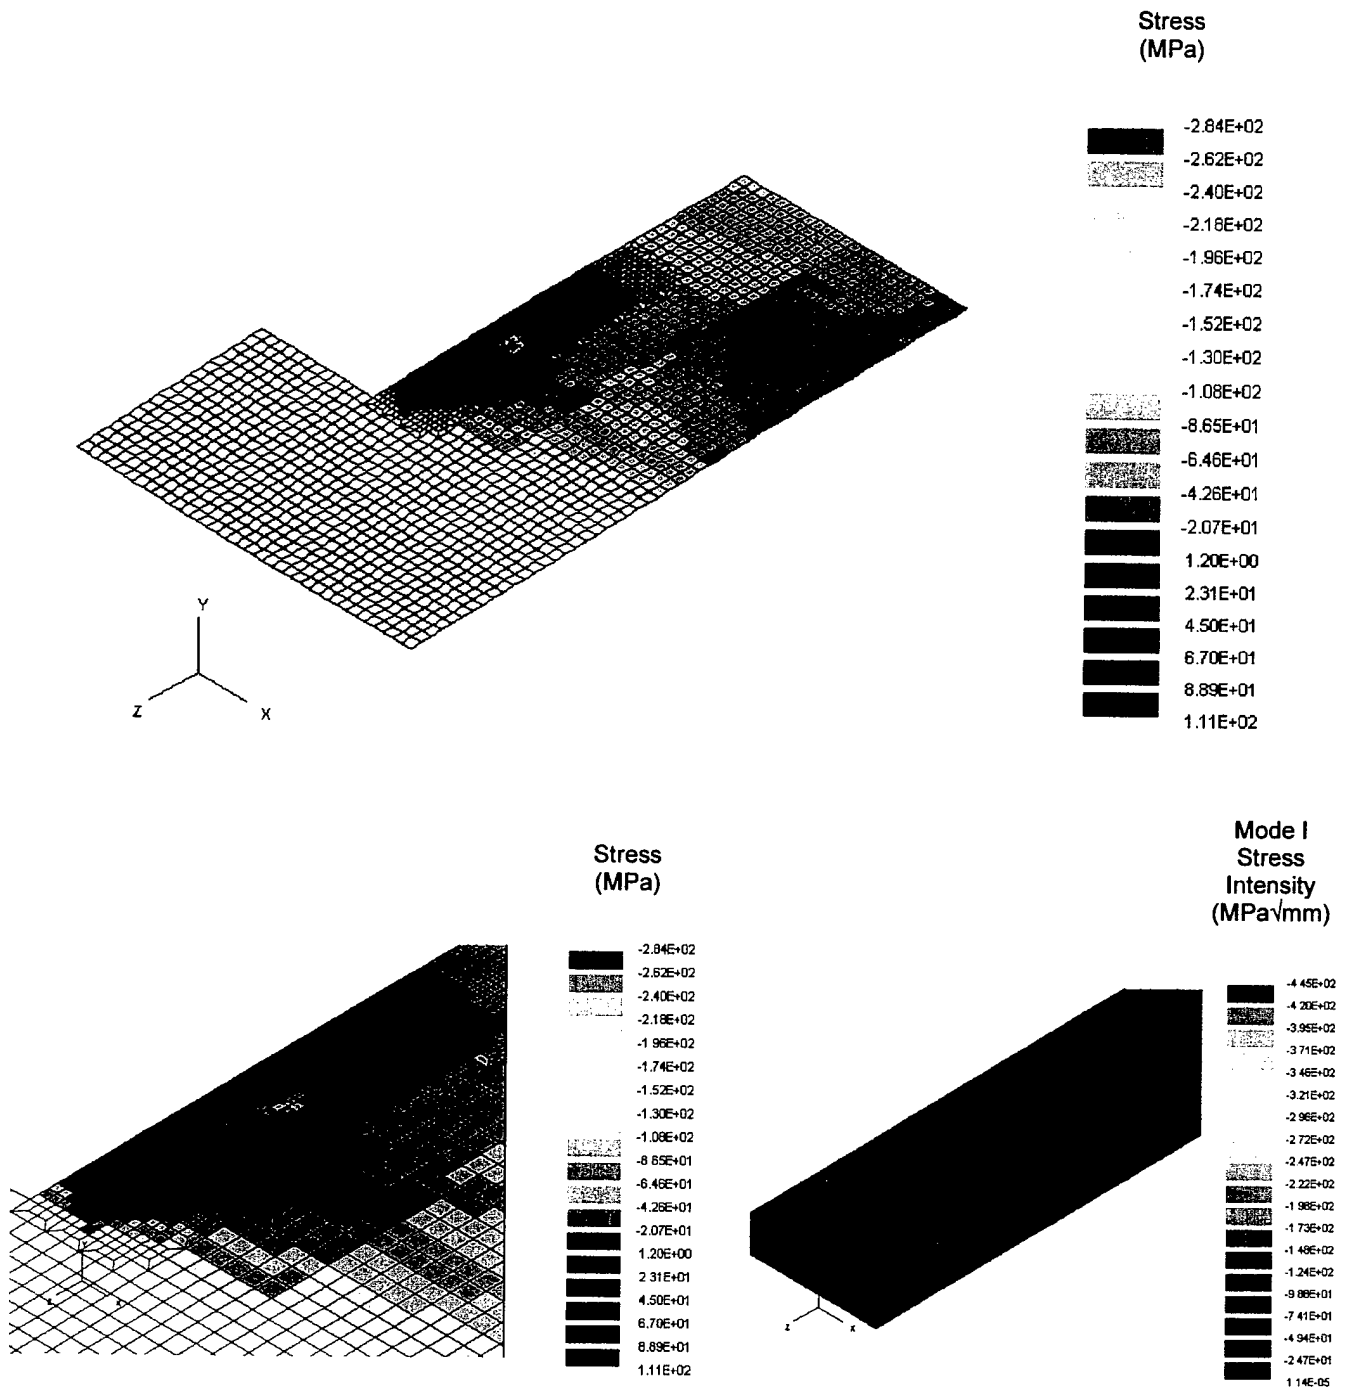 Stress
(MPa)
-2.84E+02
-2.62E+02
-2.40E+02
-2.18E+02
-1.96E+02
-1.74E+02
-1.52E+02
-1.30E+02
-1.08E+02
-8.65E+01
-6.46E+01
-4.26E+01
-2.07E+01
1.20E+00
2.31E+01
4.50E+01
6.70E+01
8.89E+01
1.11E+02
Y
Z
X
Stress
(MPa)
-2.84E+02
-2.62E+02
-2.40E+02
-2.18E+02
-1.96E+02
-1.74E+02
-1.52E+02
-1.30E+02
-1.08E+02
-8.65E+01
-6.46E+01
-4.26E+01
-2.07E+01
1.20E+00
2.31E+01
4.50E+01
6.70E+01
8.89E+01
1.11E+02
Y
Z
X
Mode I
Stress
Intensity
(MPa√mm)
-4.45E+02
-4.20E+02
-3.95E+02
-3.71E+02
-3.46E+02
-3.21E+02
-2.96E+02
-2.72E+02
-2.47E+02
-2.22E+02
-1.98E+02
-1.73E+02
-1.48E+02
-1.24E+02
-9.88E+01
-7.41E+01
-4.94E+01
-2.47E+01
1.14E-05
Z
X